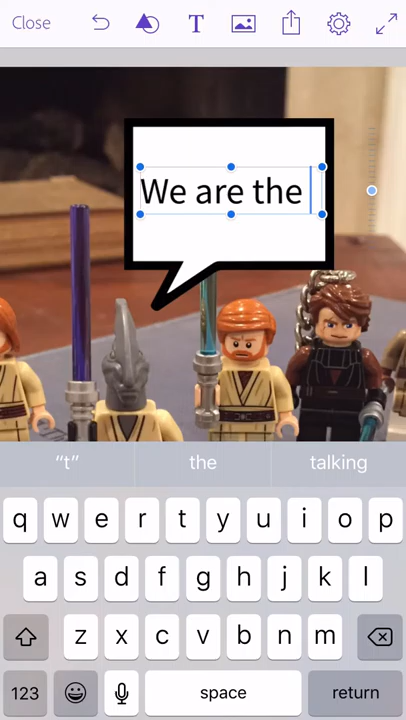 Close
T
We are the
“t” the talking
q w e r t y u i o p
a s d f g h j k l
z x c v b n m
123 space return